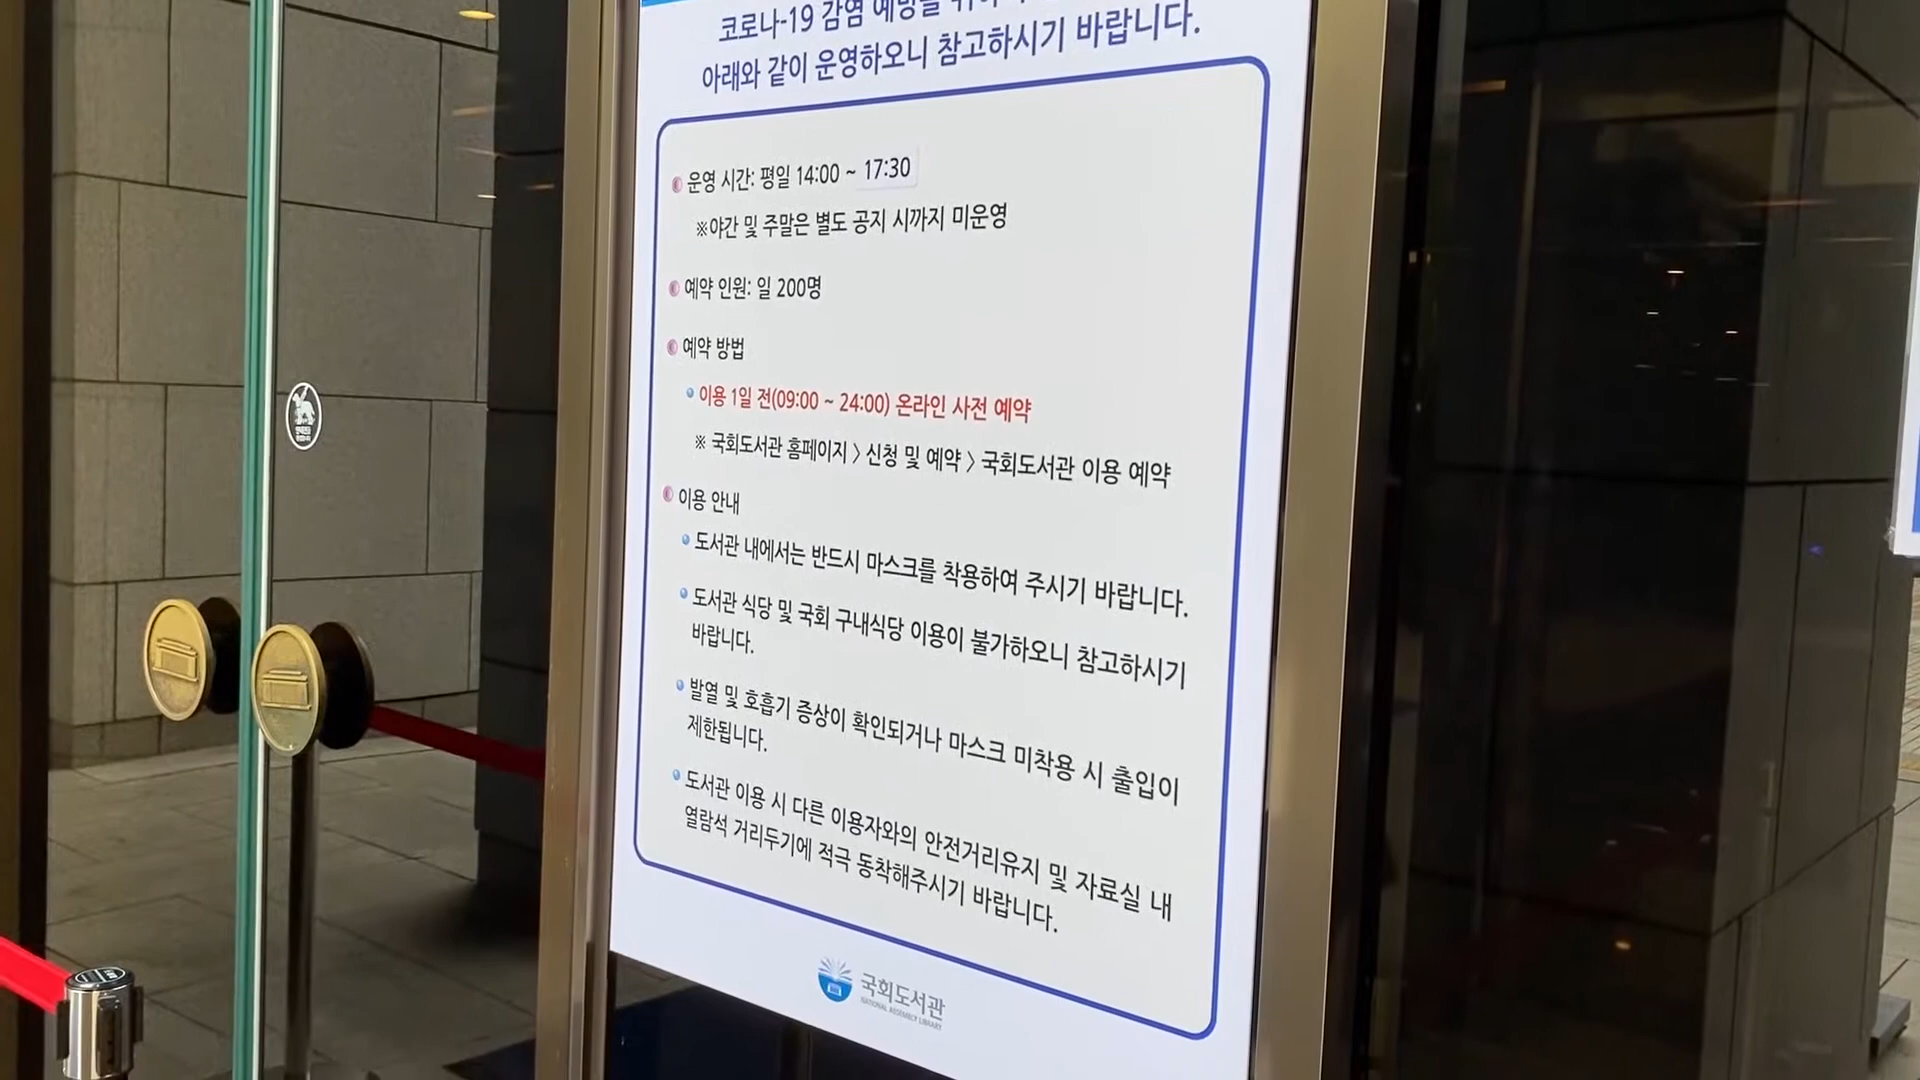 코로나-19 감염 예방을
아래와 같이 운영하오니 참고하시기 바랍니다.
운영 시간: 평일 14:00 ~ 17:30
※야간 및 주말은 별도 공지 시까지 미운영
예약 인원: 일 200명
예약 방법
이용 1일 전(09:00 ~ 24:00) 온라인 사전 예약
※ 국회도서관 홈페이지 > 신청 및 예약 > 국회도서관 이용 예약
이용 안내
도서관 내에서는 반드시 마스크를 착용하여 주시기 바랍니다.
도서관 식당 및 국회 구내식당 이용이 불가하오니 참고하시기
바랍니다.
발열 및 호흡기 증상이 확인되거나 마스크 미착용 시 출입이
제한됩니다.
도서관 이용 시 다른 이용자와의 안전거리유지 및 자료실 내
열람석 거리두기에 적극 동착해주시기 바랍니다.
국회도서관
NATIONAL ASSEMBLY LIBRARY